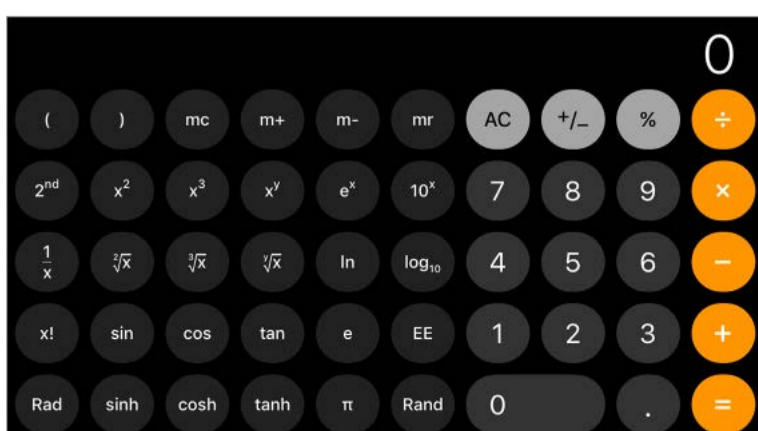 0
( ) mc m+ m- mr AC +/- % ÷
2ⁿᵈ x² x³ xʸ eˣ 10ˣ 7 8 9 ×
1/x ²√x ³√x ʸ√x ln log₁₀ 4 5 6 −
x! sin cos tan e EE 1 2 3 +
Rad sinh cosh tanh π Rand 0 . =